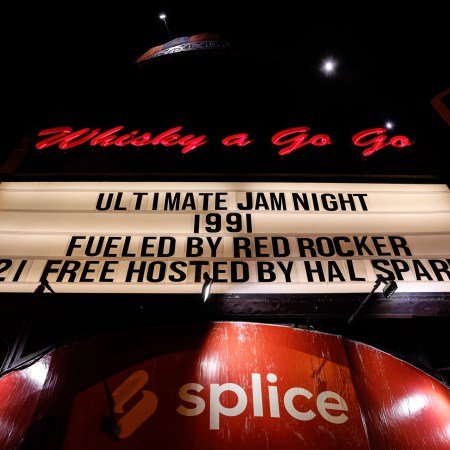 Whisky a Go Go
ULTIMATE JAM NIGHT
1991
FUELED BY RED ROCKER
21 FREE HOSTED BY HAL SPAR
splice